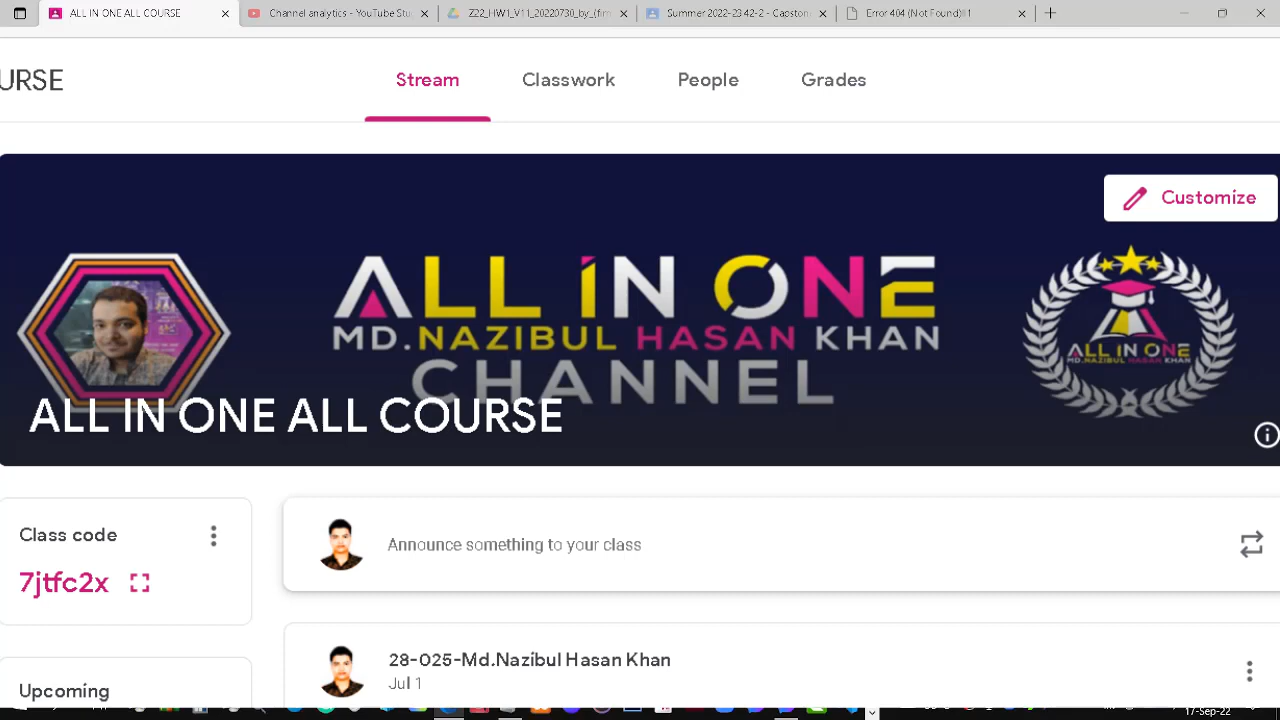 ALL IN ONE ALL COURSE
Channel analytics - YouTube Stu
Z22_HW1_V1_20220730_by_(fm
Summer 2022-23 424 - Capston
Error 404 (Not Found)!!1
URSE
Stream
Classwork
People
Grades
Customize
ALL IN ONE
MD.NAZIBUL HASAN KHAN
CHANNEL
ALL IN ONE
MD.NAZIBUL HASAN KHAN
ALL IN ONE ALL COURSE
Class code
7jtfc2x
Announce something to your class
28-025-Md.Nazibul Hasan Khan
Jul 1
Upcoming
17-Sep-22